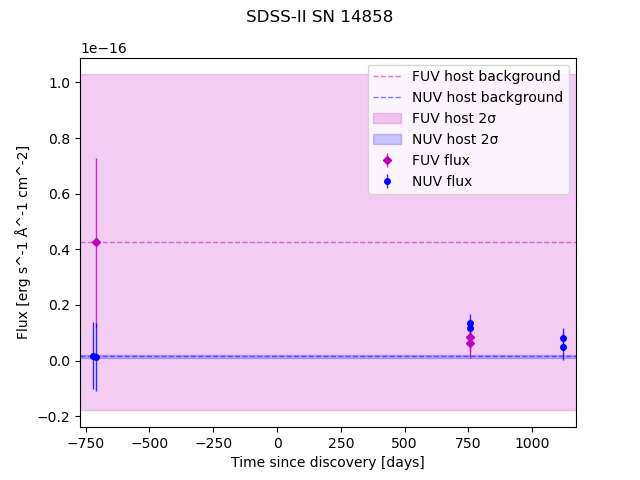 SDSS-II SN 14858
1e−16
FUV host background
NUV host background
FUV host 2σ
NUV host 2σ
FUV flux
NUV flux
1.0
0.8
0.6
0.4
0.2
0.0
−0.2
Flux [erg s^-1 Å^-1 cm^-2]
−750 −500 −250 0 250 500 750 1000
Time since discovery [days]